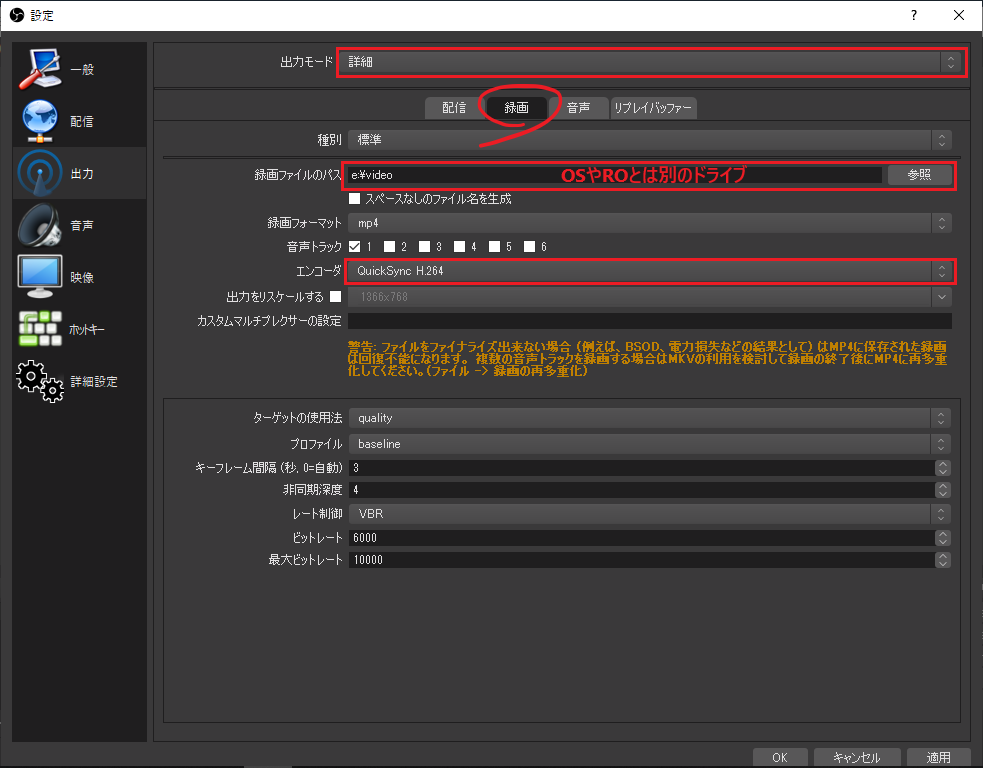 設定
?
一般
配信
出力
音声
映像
ホットキー
詳細設定
出力モード 詳細
配信 録画 音声 リプレイバッファー
種別 標準
録画ファイルのパス e:¥video OSやROとは別のドライブ 参照
スペースなしのファイル名を生成
録画フォーマット mp4
音声トラック 1 2 3 4 5 6
エンコーダ QuickSync H.264
出力をリスケールする 1366x768
カスタムマルチプレクサーの設定
警告: ファイルをファイナライズ出来ない場合 (例えば、BSOD、電力損失などの結果として) はMP4に保存された録画
は回復不能になります。複数の音声トラックを録画する場合はMKVの利用を検討して録画の終了後にMP4に再多重
化してください。(ファイル -> 録画の再多重化)
ターゲットの使用法 quality
プロファイル baseline
キーフレーム間隔 (秒, 0=自動) 3
非同期深度 4
レート制御 VBR
ビットレート 6000
最大ビットレート 10000
OK キャンセル 適用